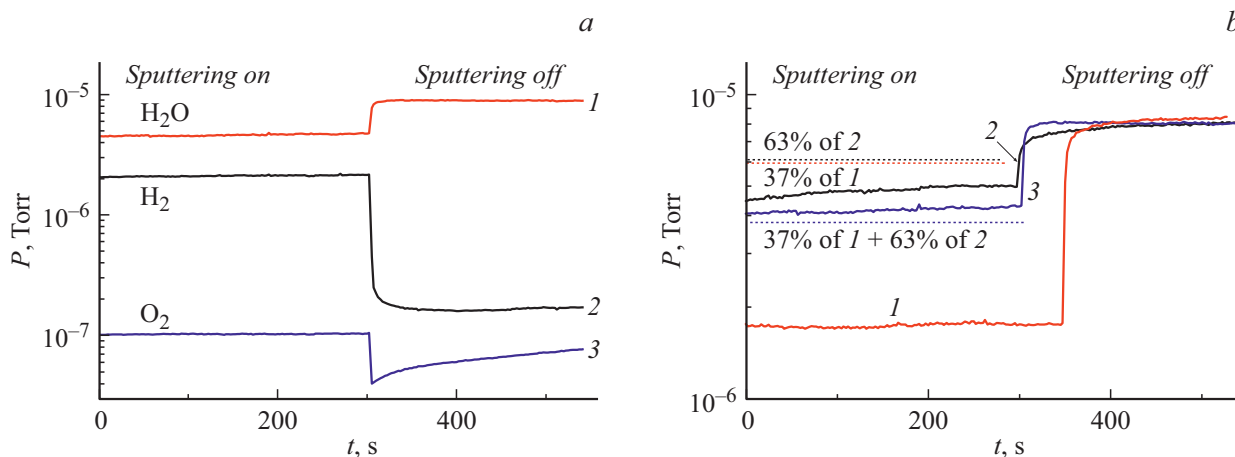 a
Sputtering on
Sputtering off
10⁻⁵
H₂O
1
10⁻⁶
H₂
P, Torr
O₂
2
10⁻⁷
3
0
200
400
t, s
b
Sputtering on
Sputtering off
10⁻⁵
2
63% of 2
37% of 1
3
37% of 1 + 63% of 2
P, Torr
1
10⁻⁶
0
200
400
t, s